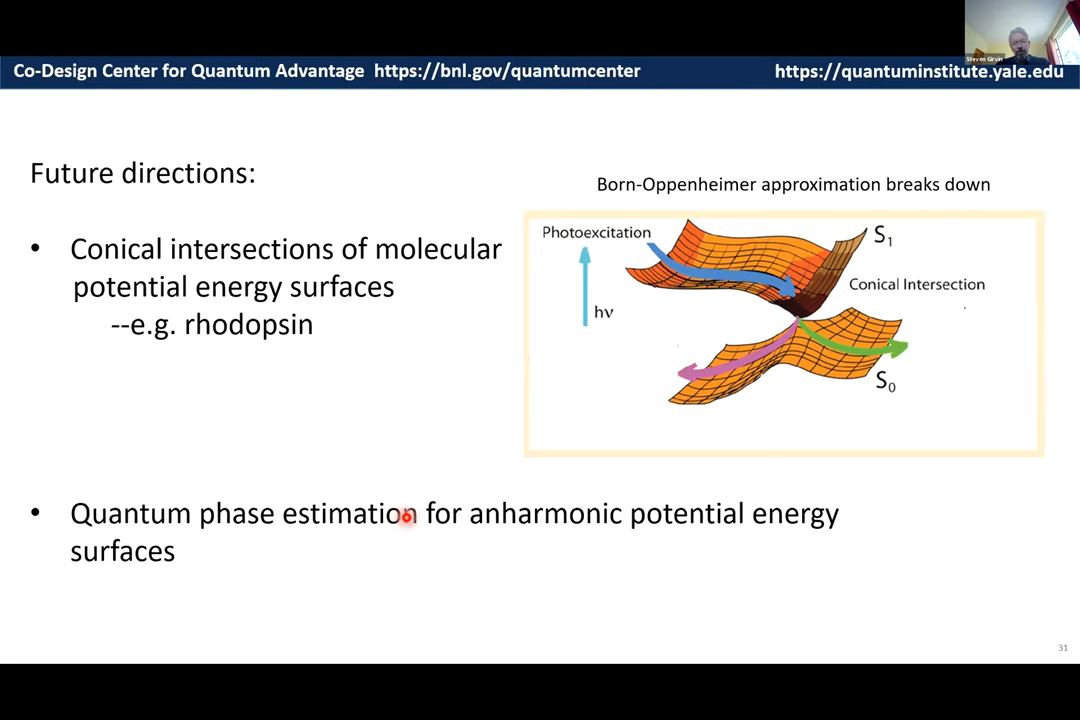 Steven Girvin
Co-Design Center for Quantum Advantage https://bnl.gov/quantumcenter
https://quantuminstitute.yale.edu
Future directions:
• Conical intersections of molecular
potential energy surfaces
--e.g. rhodopsin
Born-Oppenheimer approximation breaks down
Photoexcitation
hν
S₁
Conical Intersection
S₀
• Quantum phase estimation for anharmonic potential energy
surfaces
31